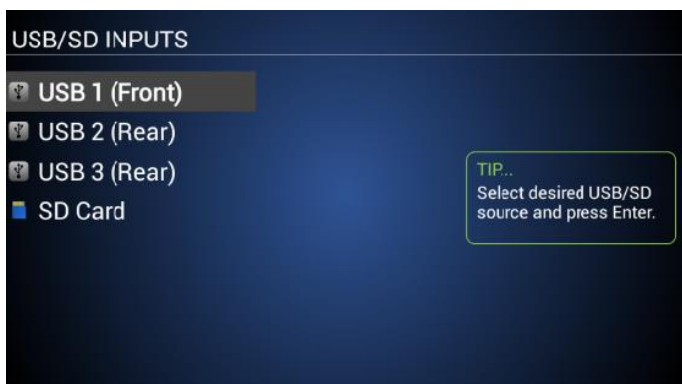 USB/SD INPUTS
USB 1 (Front)
USB 2 (Rear)
USB 3 (Rear)
SD Card
TIP...
Select desired USB/SD
source and press Enter.